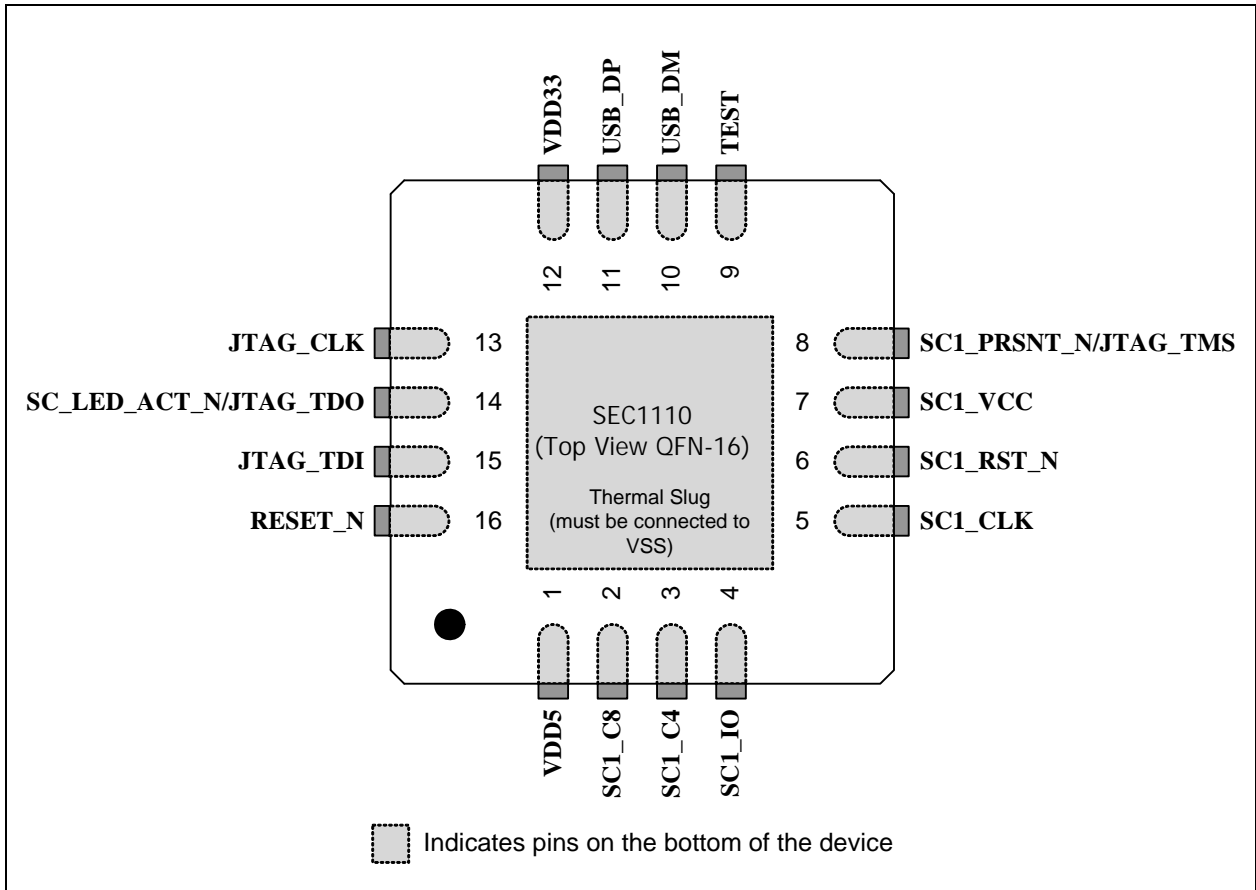 VDD33
USB_DP
USB_DM
TEST
12
11
10
9
JTAG_CLK
13
8
SC1_PRSNT_N/JTAG_TMS
SC_LED_ACT_N/JTAG_TDO
14
7
SC1_VCC
JTAG_TDI
15
6
SC1_RST_N
RESET_N
16
5
SC1_CLK
SEC1110
(Top View QFN-16)
Thermal Slug
(must be connected to
VSS)
1
2
3
4
VDD5
SC1_C8
SC1_C4
SC1_IO
Indicates pins on the bottom of the device